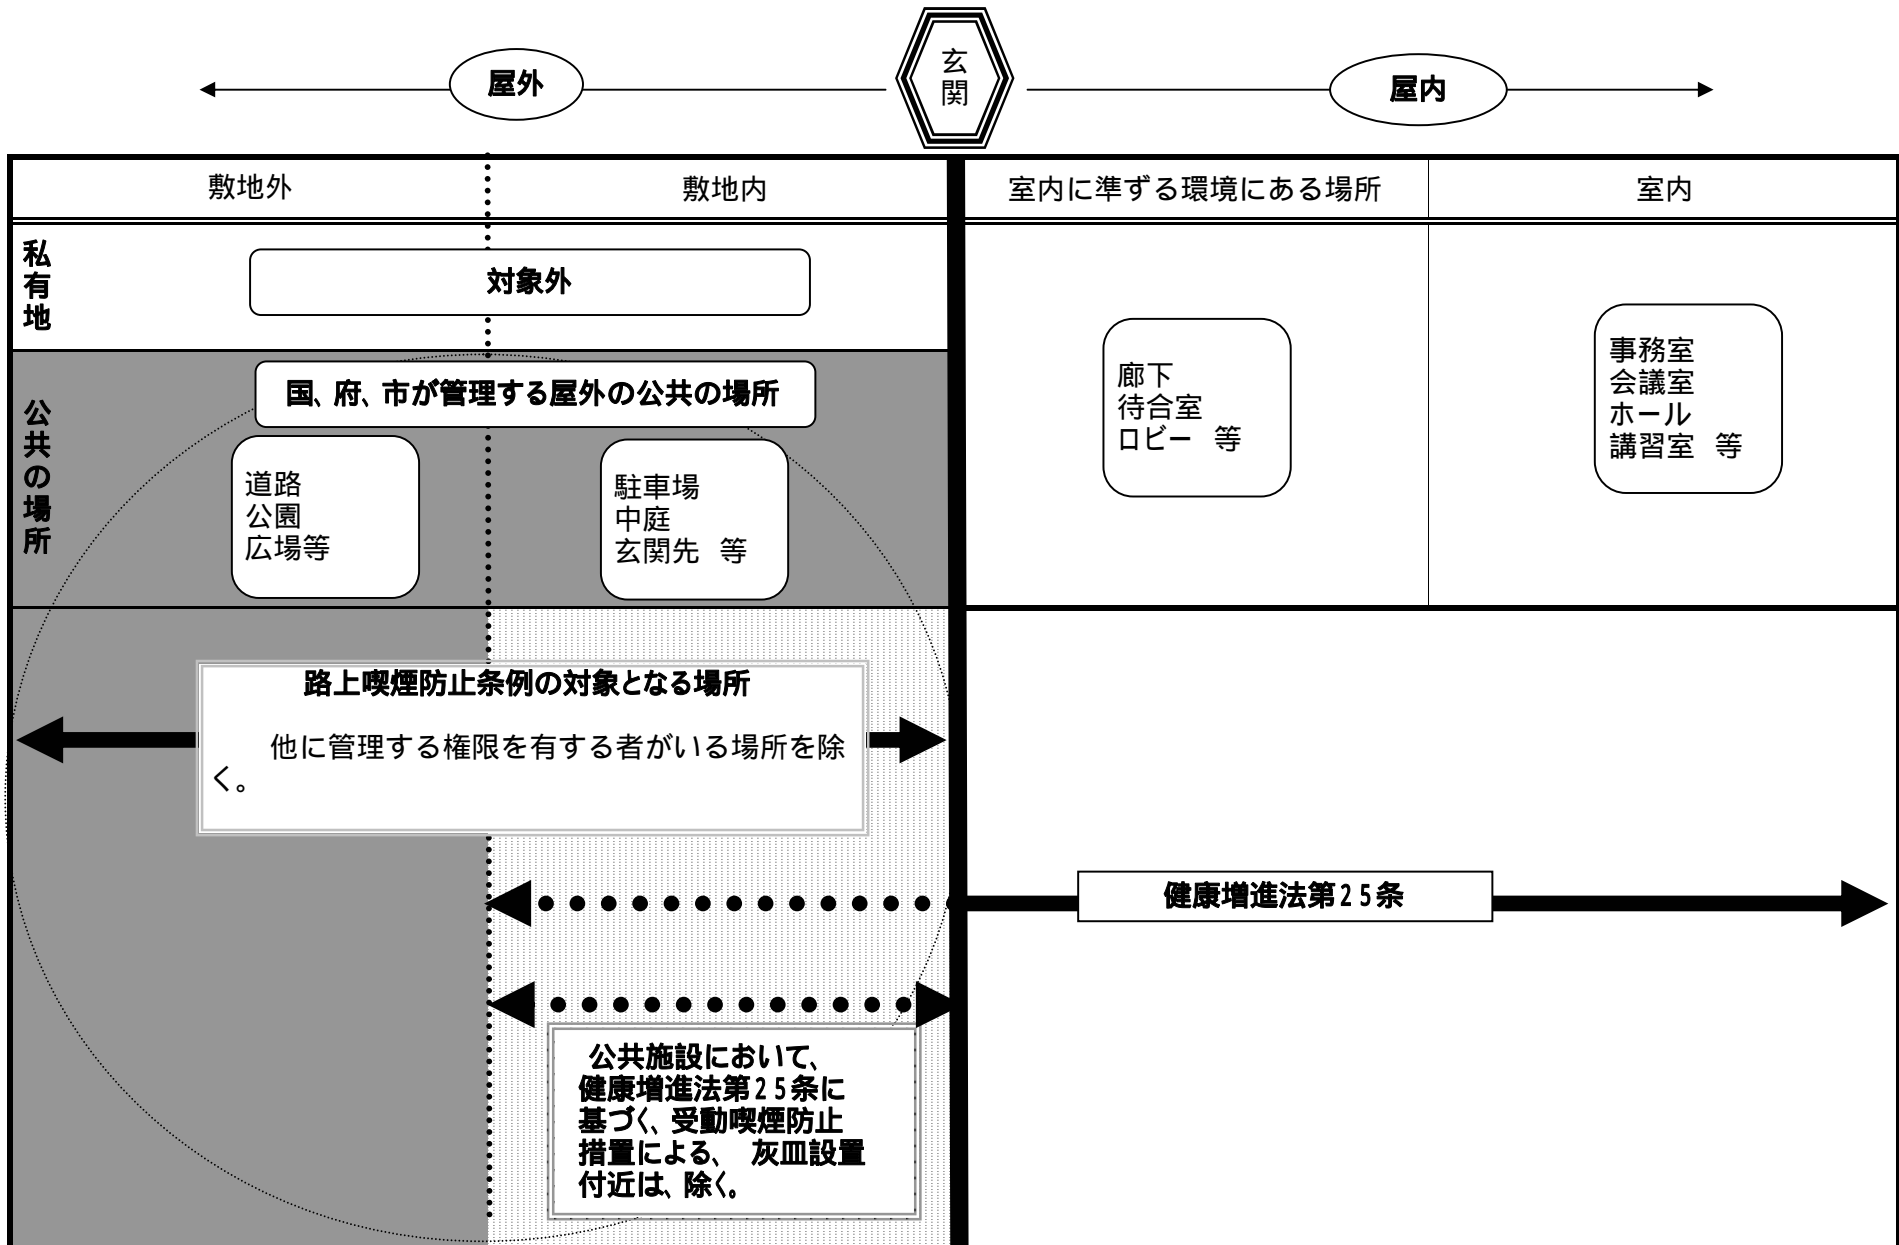 玄
関
屋外
屋内
敷地外
敷地内
室内に準ずる環境にある場所
室内
私有地
対象外
公共の場所
国、府、市が管理する屋外の公共の場所
道路
公園
広場等
駐車場
中庭
玄関先 等
廊下
待合室
ロビー 等
事務室
会議室
ホール
講習室 等
路上喫煙防止条例の対象となる場所
他に管理する権限を有する者がいる場所を除
く。
健康増進法第25条
公共施設において、
健康増進法第25条に
基づく、受動喫煙防止
措置による、 灰皿設置
付近は、除く。